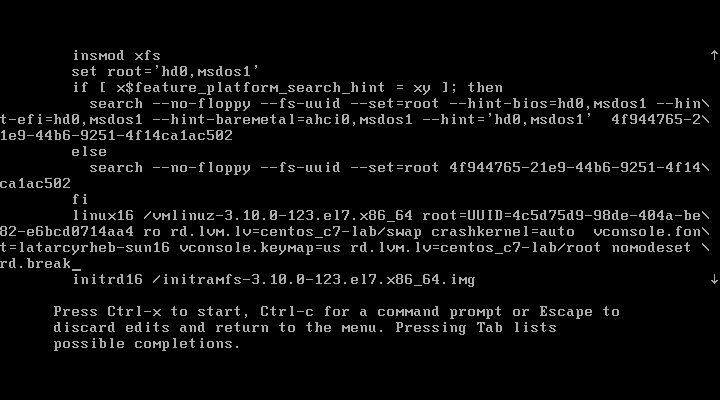 insmod xfs
set root='hd0,msdos1'
if [ x$feature_platform_search_hint = xy ]; then
search --no-floppy --fs-uuid --set=root --hint-bios=hd0,msdos1 --hin\
t-efi=hd0,msdos1 --hint-baremetal=ahci0,msdos1 --hint='hd0,msdos1'  4f944765-2\
1e9-44b6-9251-4f14ca1ac502
else
search --no-floppy --fs-uuid --set=root 4f944765-21e9-44b6-9251-4f14\
ca1ac502
fi
linux16 /vmlinuz-3.10.0-123.el7.x86_64 root=UUID=4c5d75d9-98de-404a-be\
82-e6bcd0714aa4 ro rd.lvm.lv=centos_c7-lab/swap crashkernel=auto  vconsole.fon\
t=latarcyrheb-sun16 vconsole.keymap=us rd.lvm.lv=centos_c7-lab/root nomodeset \
rd.break_
initrd16 /initramfs-3.10.0-123.el7.x86_64.img
Press Ctrl-x to start, Ctrl-c for a command prompt or Escape to
discard edits and return to the menu. Pressing Tab lists
possible completions.